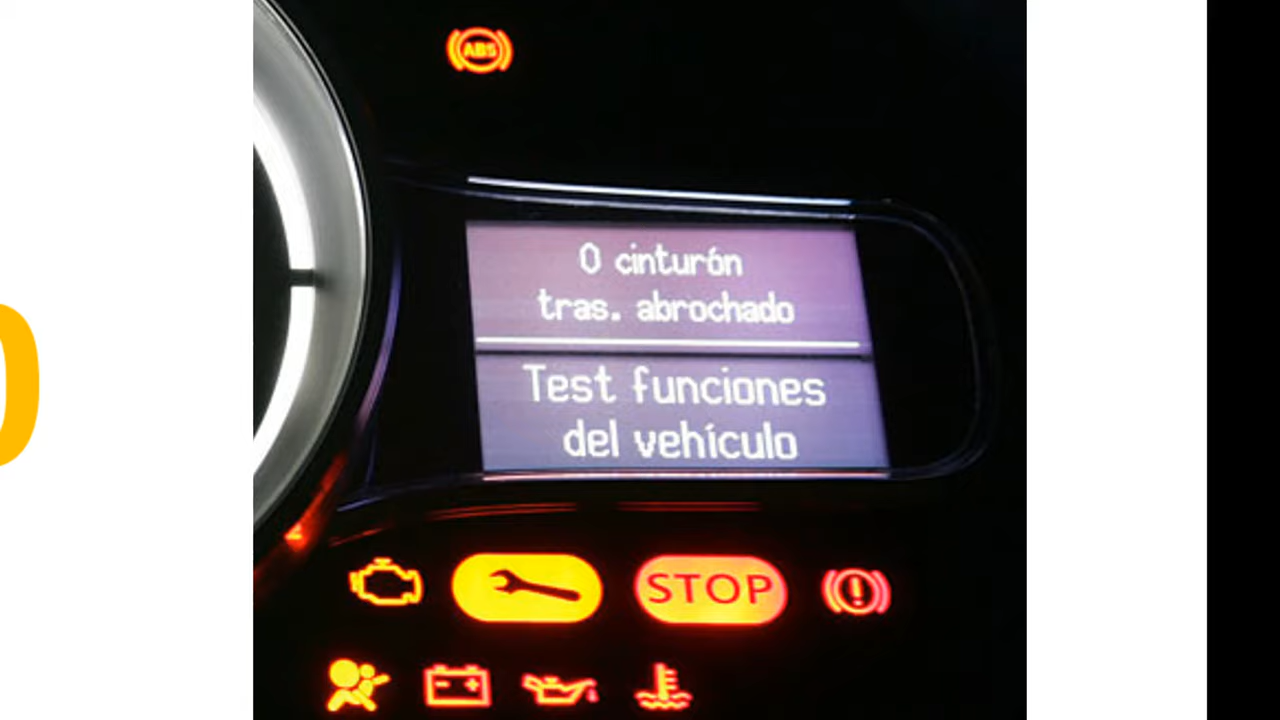 ABS
0 cinturón
tras. abrochado
Test funciones
del vehículo
STOP